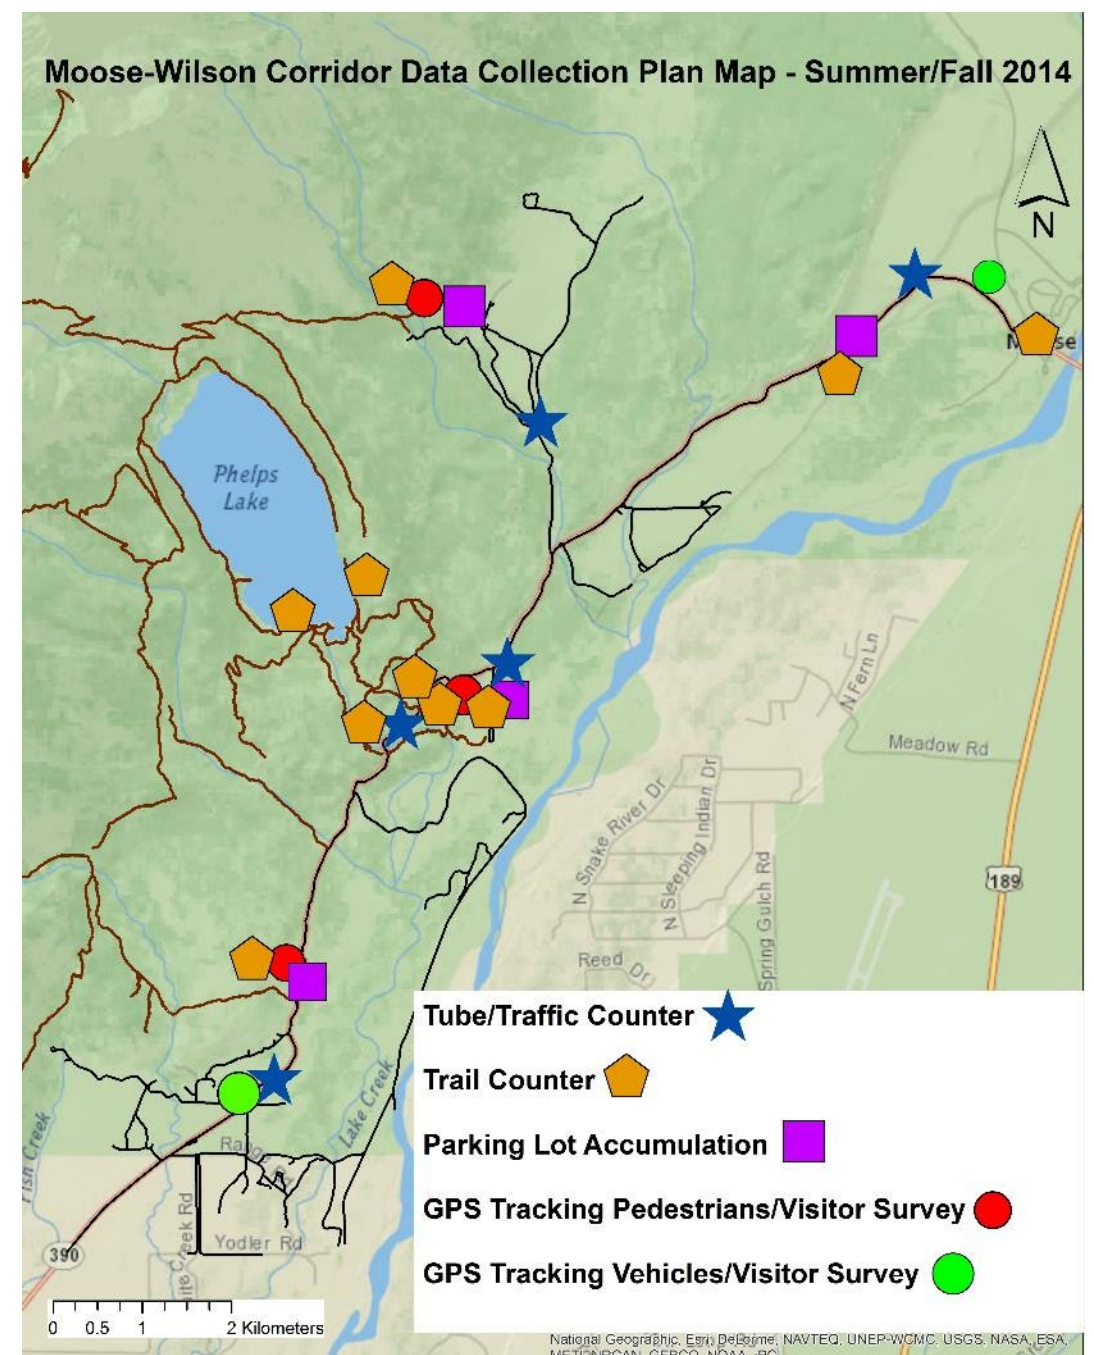 Moose-Wilson Corridor Data Collection Plan Map - Summer/Fall 2014
N
Phelps
Lake
N Fern Ln
Meadow Rd
N Snake River Dr
N Sleeping Indian Dr
Spring Gulch Rd
189
Reed Dr
Tube/Traffic Counter
Trail Counter
Parking Lot Accumulation
GPS Tracking Pedestrians/Visitor Survey
GPS Tracking Vehicles/Visitor Survey
Lake Creek
Fish Creek
Yodler Rd
390
0 0.5 1 2 Kilometers
National Geographic, Esri, DeLorme, NAVTEQ, UNEP-WCMC, USGS, NASA, ESA,